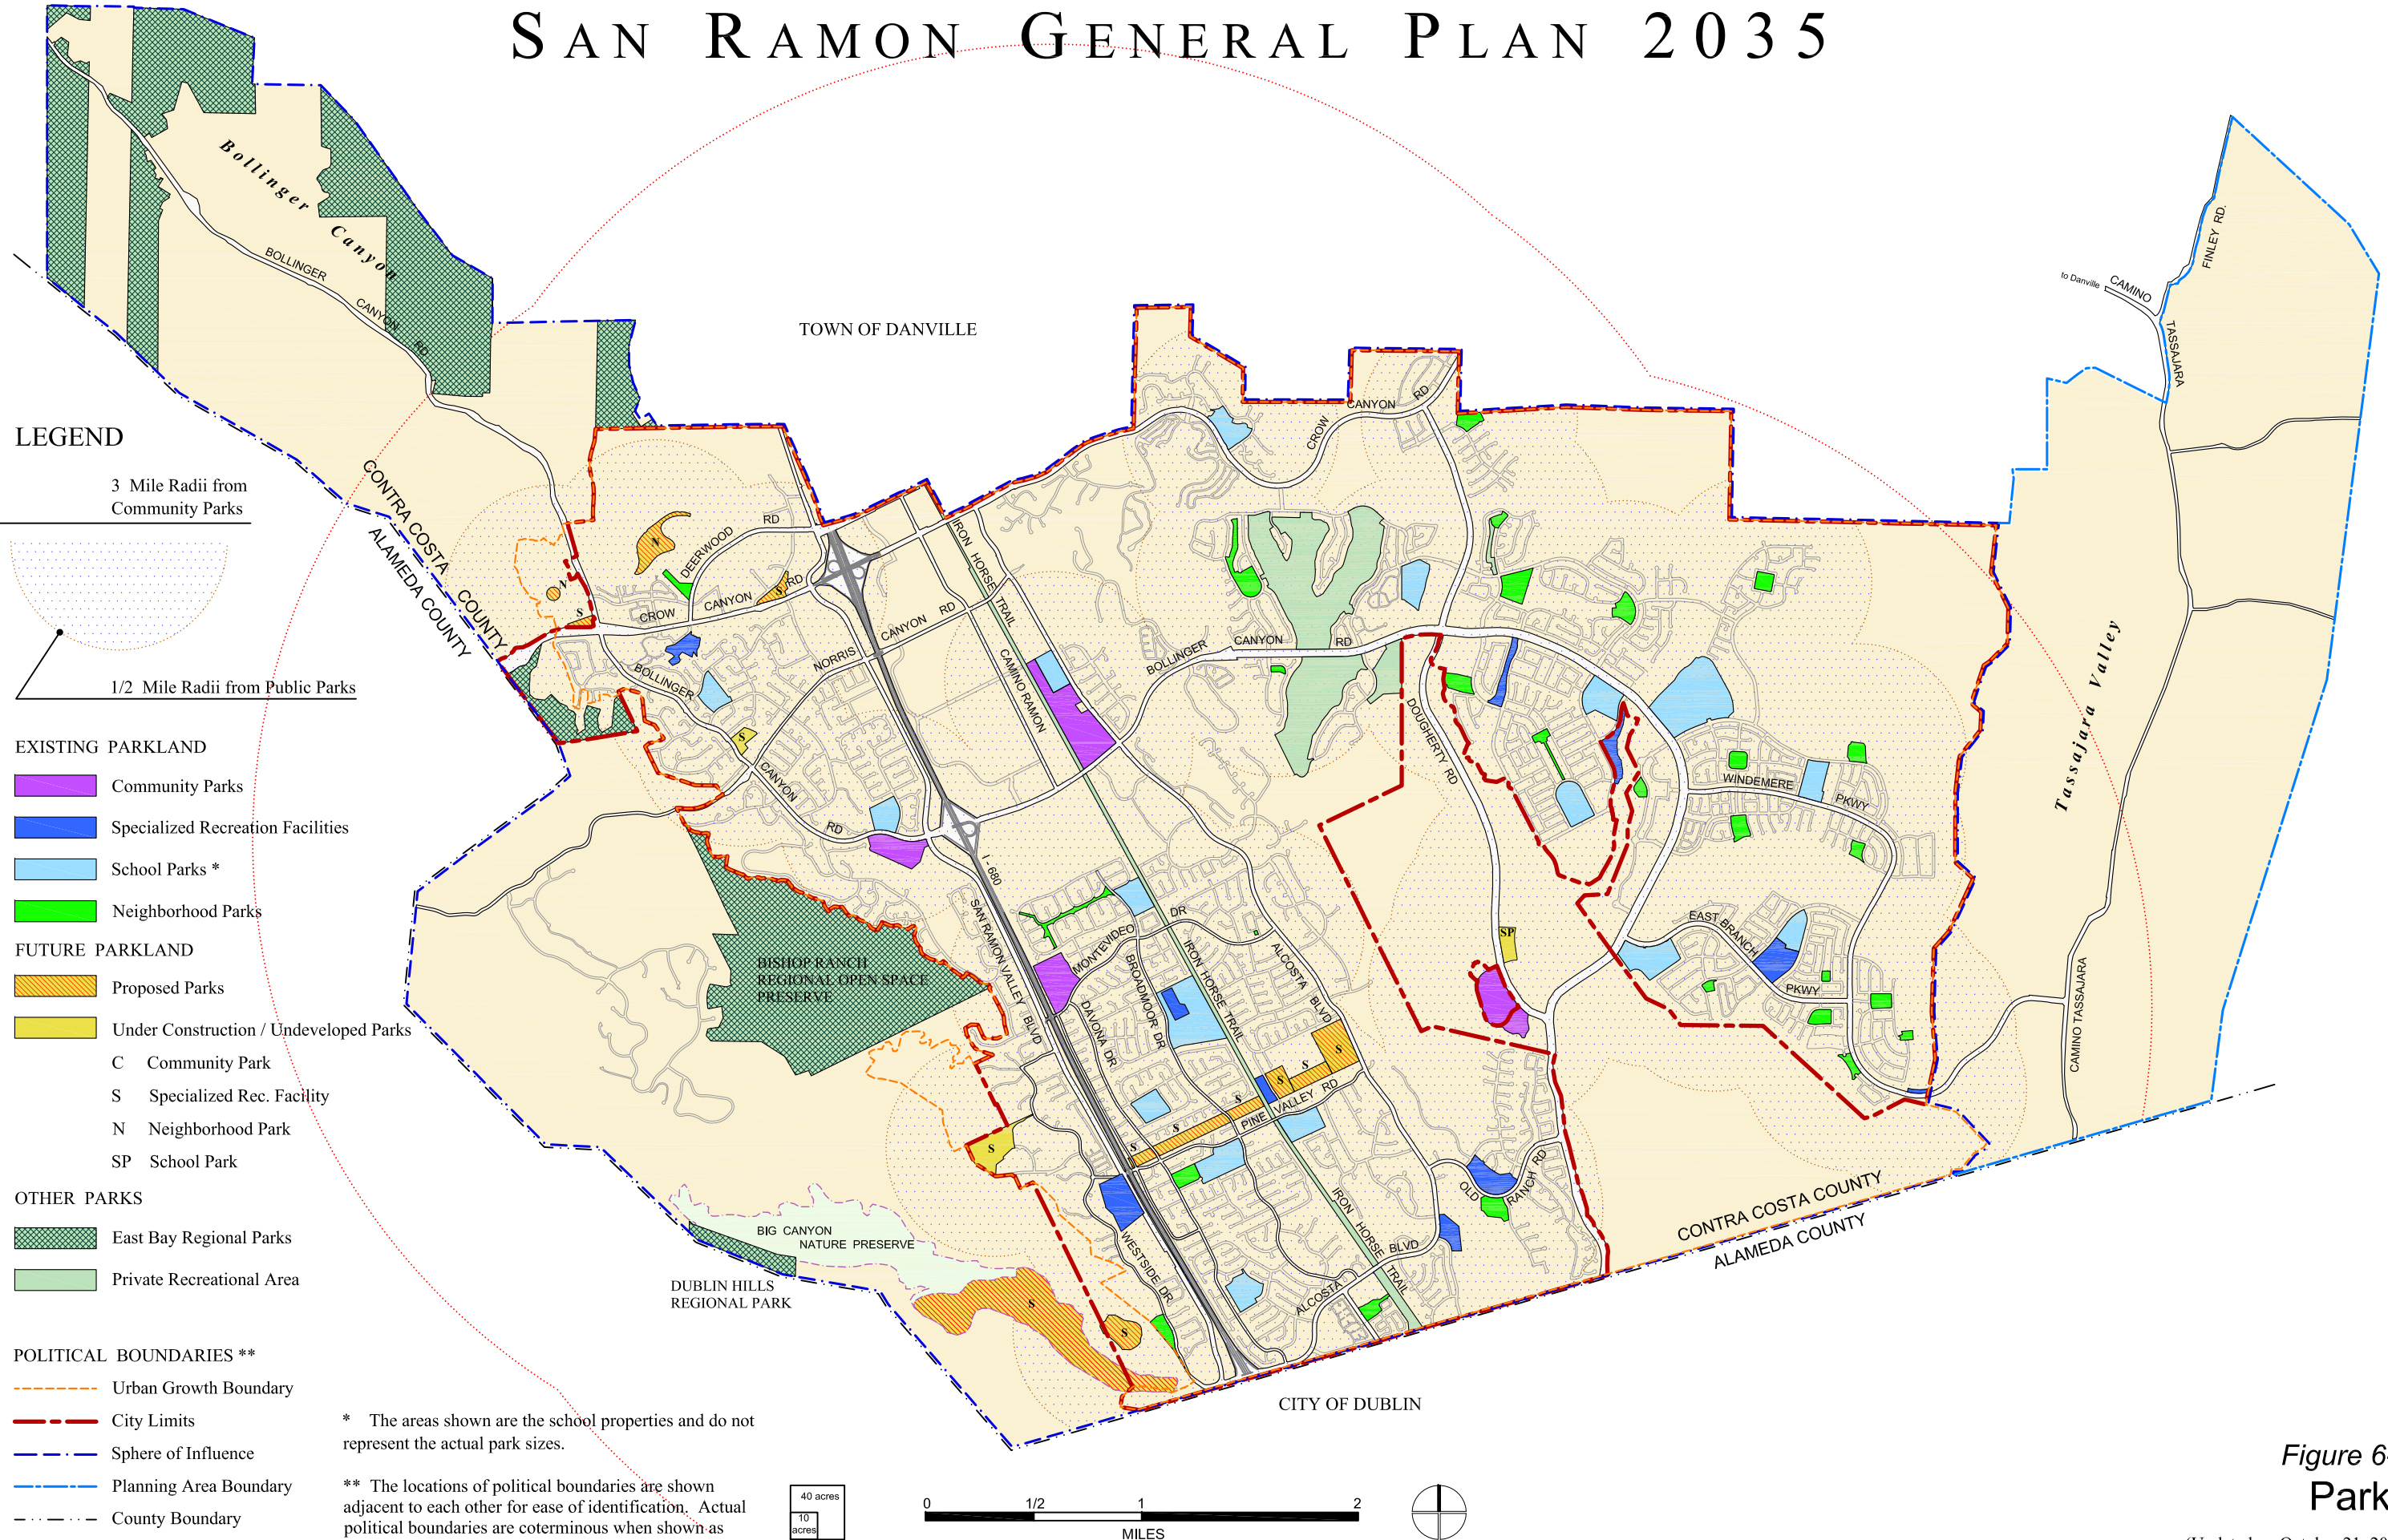 SAN RAMON GENERAL PLAN 2035
Bollinger Canyon
BOLLINGER CANYON RD
TOWN OF DANVILLE
to Danville
CAMINO
TASSAJARA
FINLEY RD.
Tassajara Valley
CAMINO TASSAJARA
CONTRA COSTA COUNTY
ALAMEDA COUNTY
CROW CANYON RD
DEERWOOD RD
N
N
S
S
CROW CANYON RD
BOLLINGER
CANYON
RD
S
NORRIS CANYON RD
IRON HORSE TRAIL
CAMINO RAMON
BOLLINGER CANYON RD
DOUGHERTY RD
WINDEMERE PKWY
EAST BRANCH PKWY
SP
I - 680
SAN RAMON VALLEY BLVD
MONTEVIDEO DR
BROADMOOR DR
DAVONA DR
IRON HORSE TRAIL
ALCOSTA BLVD
BISHOP RANCH
REGIONAL OPEN SPACE
PRESERVE
S
S
S
S
S
S
PINE VALLEY RD
S
OLD RANCH RD
IRON HORSE TRAIL
ALCOSTA BLVD
WESTSIDE DR
BIG CANYON
NATURE PRESERVE
DUBLIN HILLS
REGIONAL PARK
S
S
CITY OF DUBLIN
CONTRA COSTA COUNTY
ALAMEDA COUNTY
LEGEND
3 Mile Radii from
Community Parks
1/2 Mile Radii from Public Parks
EXISTING PARKLAND
Community Parks
Specialized Recreation Facilities
School Parks *
Neighborhood Parks
FUTURE PARKLAND
Proposed Parks
Under Construction / Undeveloped Parks
C Community Park
S Specialized Rec. Facility
N Neighborhood Park
SP School Park
OTHER PARKS
East Bay Regional Parks
Private Recreational Area
POLITICAL BOUNDARIES **
Urban Growth Boundary
City Limits
Sphere of Influence
Planning Area Boundary
County Boundary
* The areas shown are the school properties and do not
represent the actual park sizes.
** The locations of political boundaries are shown
adjacent to each other for ease of identification. Actual
political boundaries are coterminous when shown as
40 acres
10
acres
0 1/2 1 2
MILES
Figure 6-
Park